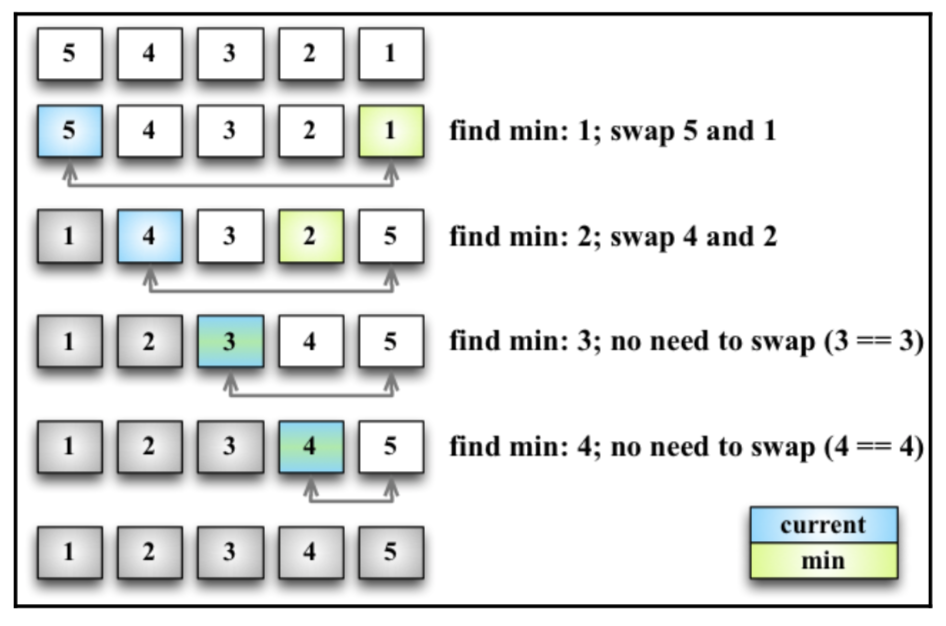 5 4 3 2 1
5 4 3 2 1 find min: 1; swap 5 and 1
1 4 3 2 5 find min: 2; swap 4 and 2
1 2 3 4 5 find min: 3; no need to swap (3 == 3)
1 2 3 4 5 find min: 4; no need to swap (4 == 4)
1 2 3 4 5
current
min